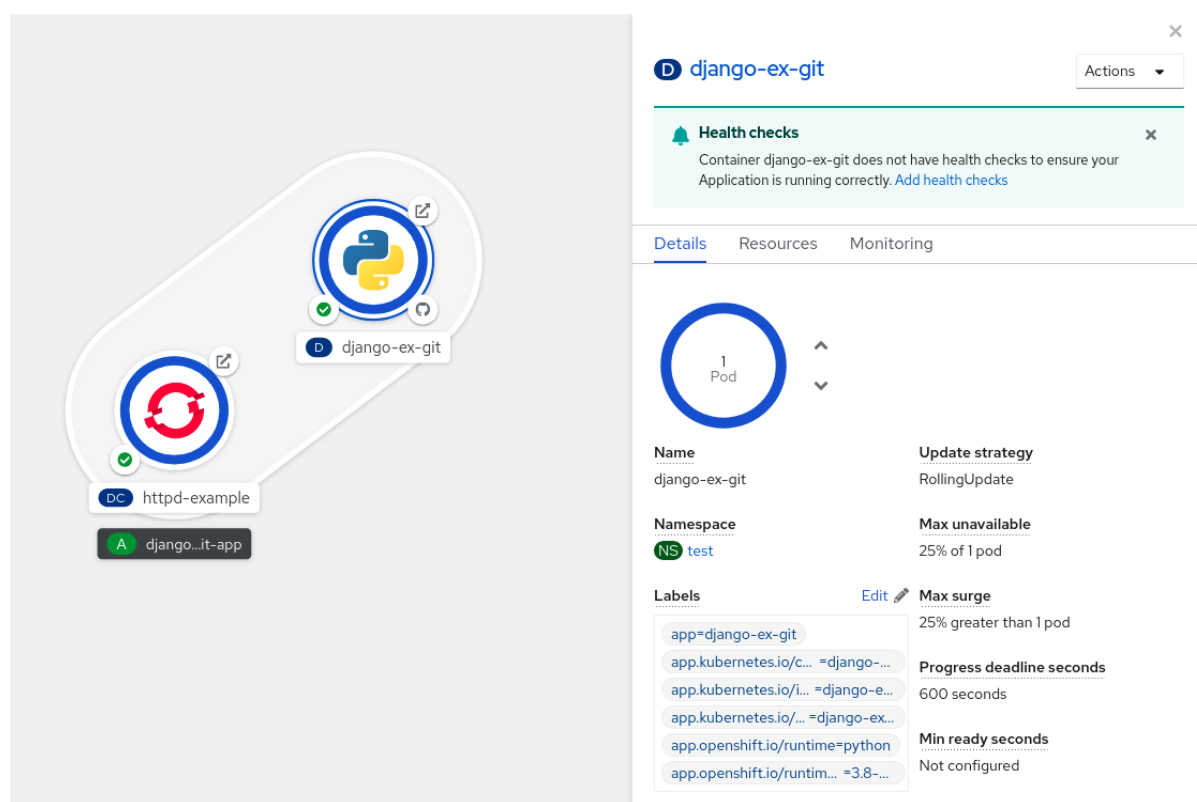 D django-ex-git
DC httpd-example
A django...it-app
D django-ex-git
Actions
Health checks
Container django-ex-git does not have health checks to ensure your
Application is running correctly. Add health checks
Details Resources Monitoring
1
Pod
Name
django-ex-git
Namespace
NS test
Labels
Edit
app=django-ex-git
app.kubernetes.io/c... =django-...
app.kubernetes.io/i... =django-e...
app.kubernetes.io/... =django-ex...
app.openshift.io/runtime=python
app.openshift.io/runtim... =3.8-...
Update strategy
RollingUpdate
Max unavailable
25% of 1 pod
Max surge
25% greater than 1 pod
Progress deadline seconds
600 seconds
Min ready seconds
Not configured